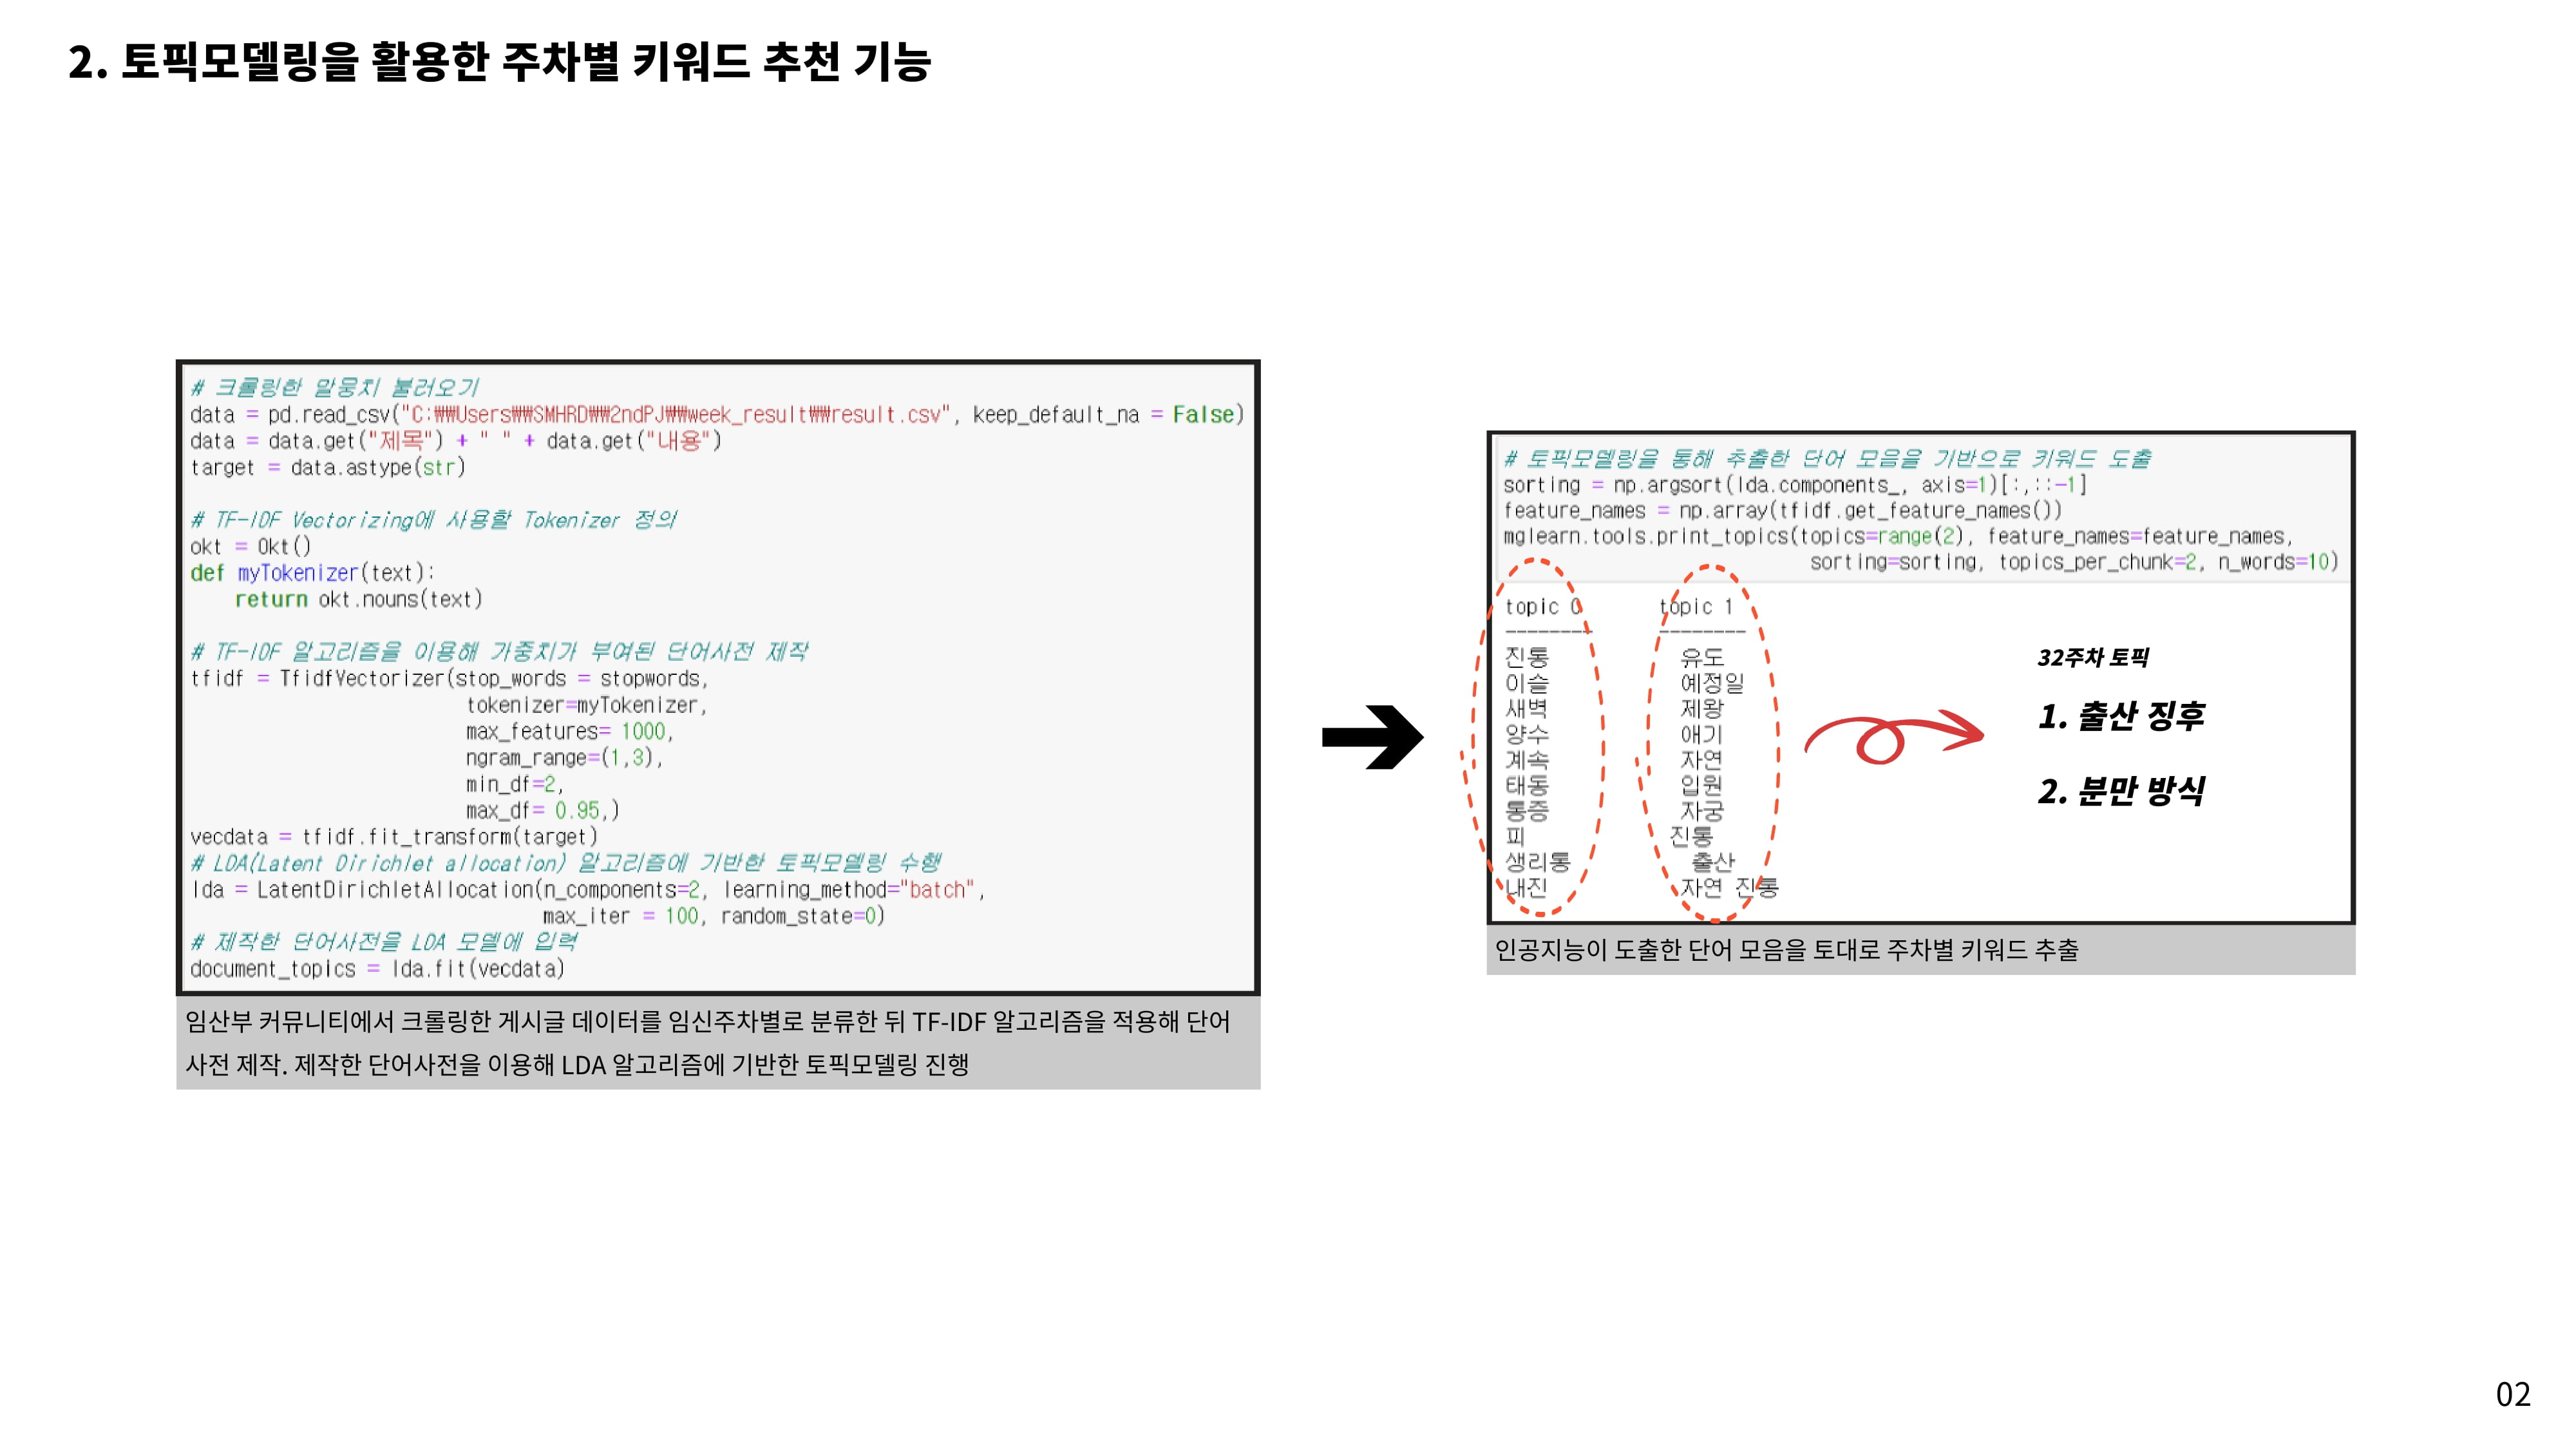 2. 토픽모델링을 활용한 주차별 키워드 추천 기능
# 크롤링한 말뭉치 불러오기
data = pd.read_csv("C:₩₩Users₩₩SMHRD₩₩2ndPJ₩₩week_result₩₩result.csv", keep_default_na = False)
data = data.get("제목") + " " + data.get("내용")
target = data.astype(str)
# TF-IDF Vectorizing에 사용할 Tokenizer 정의
okt = Okt()
def myTokenizer(text):
    return okt.nouns(text)
# TF-IDF 알고리즘을 이용해 가중치가 부여된 단어사전 제작
tfidf = TfidfVectorizer(stop_words = stopwords,
tokenizer=myTokenizer,
max_features= 1000,
ngram_range=(1,3),
min_df=2,
max_df= 0.95,)
vecdata = tfidf.fit_transform(target)
# LDA(Latent Dirichlet allocation) 알고리즘에 기반한 토픽모델링 수행
lda = LatentDirichletAllocation(n_components=2, learning_method="batch",
max_iter = 100, random_state=0)
# 제작한 단어사전을 LDA 모델에 입력
document_topics = lda.fit(vecdata)
임산부 커뮤니티에서 크롤링한 게시글 데이터를 임신주차별로 분류한 뒤 TF-IDF 알고리즘을 적용해 단어
사전 제작. 제작한 단어사전을 이용해 LDA 알고리즘에 기반한 토픽모델링 진행
# 토픽모델링을 통해 추출한 단어 모음을 기반으로 키워드 도출
sorting = np.argsort(lda.components_, axis=1)[:,::-1]
feature_names = np.array(tfidf.get_feature_names())
mglearn.tools.print_topics(topics=range(2), feature_names=feature_names,
sorting=sorting, topics_per_chunk=2, n_words=10)
topic 0 topic 1
-------- --------
진통 유도
이슬 예정일
새벽 제왕
양수 애기
계속 자연
태동 입원
통증 자궁
피 진통
생리통 출산
내진 자연 진통
32주차 토픽
1. 출산 징후
2. 분만 방식
인공지능이 도출한 단어 모음을 토대로 주차별 키워드 추출
02